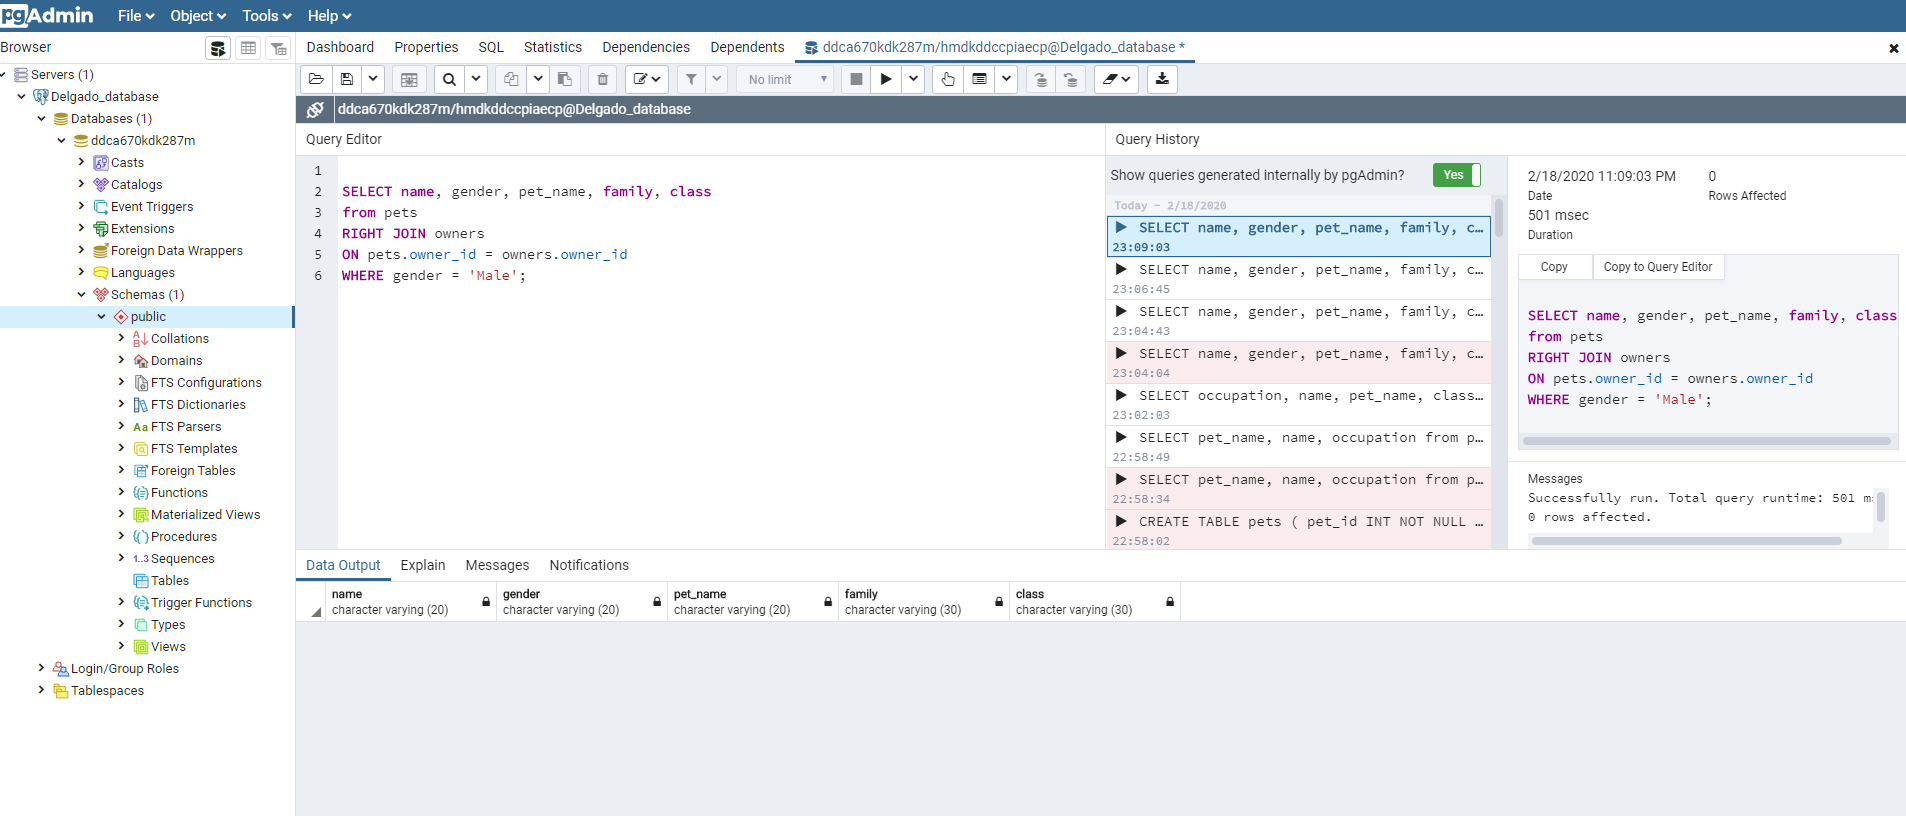 pgAdmin File Object Tools Help
Browser
Dashboard Properties SQL Statistics Dependencies Dependents ddca670kdk287m/hmdkddccpiaecp@Delgado_database *
No limit
ddca670kdk287m/hmdkddccpiaecp@Delgado_database
Servers (1)
Delgado_database
Databases (1)
ddca670kdk287m
Casts
Catalogs
Event Triggers
Extensions
Foreign Data Wrappers
Languages
Schemas (1)
public
Collations
Domains
FTS Configurations
FTS Dictionaries
Aa FTS Parsers
FTS Templates
Foreign Tables
Functions
Materialized Views
Procedures
1..3 Sequences
Tables
Trigger Functions
Types
Views
Login/Group Roles
Tablespaces
Query Editor
1
2 SELECT name, gender, pet_name, family, class
3 from pets
4 RIGHT JOIN owners
5 ON pets.owner_id = owners.owner_id
6 WHERE gender = 'Male';
Query History
Show queries generated internally by pgAdmin? Yes
Today - 2/18/2020
SELECT name, gender, pet_name, family, c…
23:09:03
SELECT name, gender, pet_name, family, c…
23:06:45
SELECT name, gender, pet_name, family, c…
23:04:43
SELECT name, gender, pet_name, family, c…
23:04:04
SELECT occupation, name, pet_name, class…
23:02:03
SELECT pet_name, name, occupation from p…
22:58:49
SELECT pet_name, name, occupation from p…
22:58:34
CREATE TABLE pets ( pet_id INT NOT NULL …
22:58:02
2/18/2020 11:09:03 PM 0
Date Rows Affected
501 msec
Duration
Copy Copy to Query Editor
SELECT name, gender, pet_name, family, class
from pets
RIGHT JOIN owners
ON pets.owner_id = owners.owner_id
WHERE gender = 'Male';
Messages
Successfully run. Total query runtime: 501 m
0 rows affected.
Data Output Explain Messages Notifications
name gender pet_name family class
character varying (20) character varying (20) character varying (20) character varying (30) character varying (30)